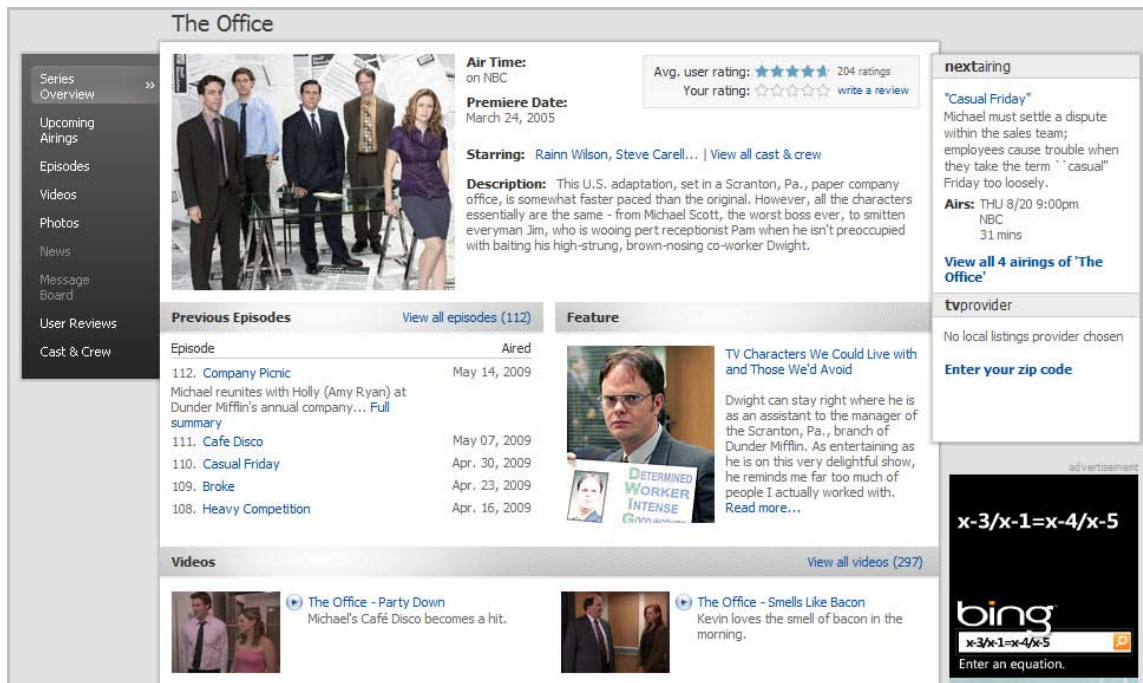 The Office
Series
Overview »
Upcoming
Airings
Episodes
Videos
Photos
News
Message
Board
User Reviews
Cast & Crew
Air Time:
on NBC
Premiere Date:
March 24, 2005
Avg. user rating: 204 ratings
Your rating: write a review
Starring: Rainn Wilson, Steve Carell... | View all cast & crew
Description: This U.S. adaptation, set in a Scranton, Pa., paper company
office, is somewhat faster paced than the original. However, all the characters
essentially are the same - from Michael Scott, the worst boss ever, to smitten
everyman Jim, who is wooing pert receptionist Pam when he isn't preoccupied
with baiting his high-strung, brown-nosing co-worker Dwight.
Previous Episodes View all episodes (112)
Episode Aired
112. Company Picnic May 14, 2009
Michael reunites with Holly (Amy Ryan) at
Dunder Mifflin's annual company... Full
summary
111. Cafe Disco May 07, 2009
110. Casual Friday Apr. 30, 2009
109. Broke Apr. 23, 2009
108. Heavy Competition Apr. 16, 2009
Feature
DETERMINED
WORKER
INTENSE
GOOD WORKER
TV Characters We Could Live with
and Those We'd Avoid
Dwight can stay right where he is
as an assistant to the manager of
the Scranton, Pa., branch of
Dunder Mifflin. As entertaining as
he is on this very delightful show,
he reminds me far too much of
people I actually worked with.
Read more...
Videos View all videos (297)
The Office - Party Down
Michael's Café Disco becomes a hit.
The Office - Smells Like Bacon
Kevin loves the smell of bacon in the
morning.
nextairing
"Casual Friday"
Michael must settle a dispute
within the sales team;
employees cause trouble when
they take the term ``casual"
Friday too loosely.
Airs: THU 8/20 9:00pm
NBC
31 mins
View all 4 airings of 'The
Office'
tvprovider
No local listings provider chosen
Enter your zip code
advertisement
x-3/x-1=x-4/x-5
bing
x-3/x-1=x-4/x-5
Enter an equation.